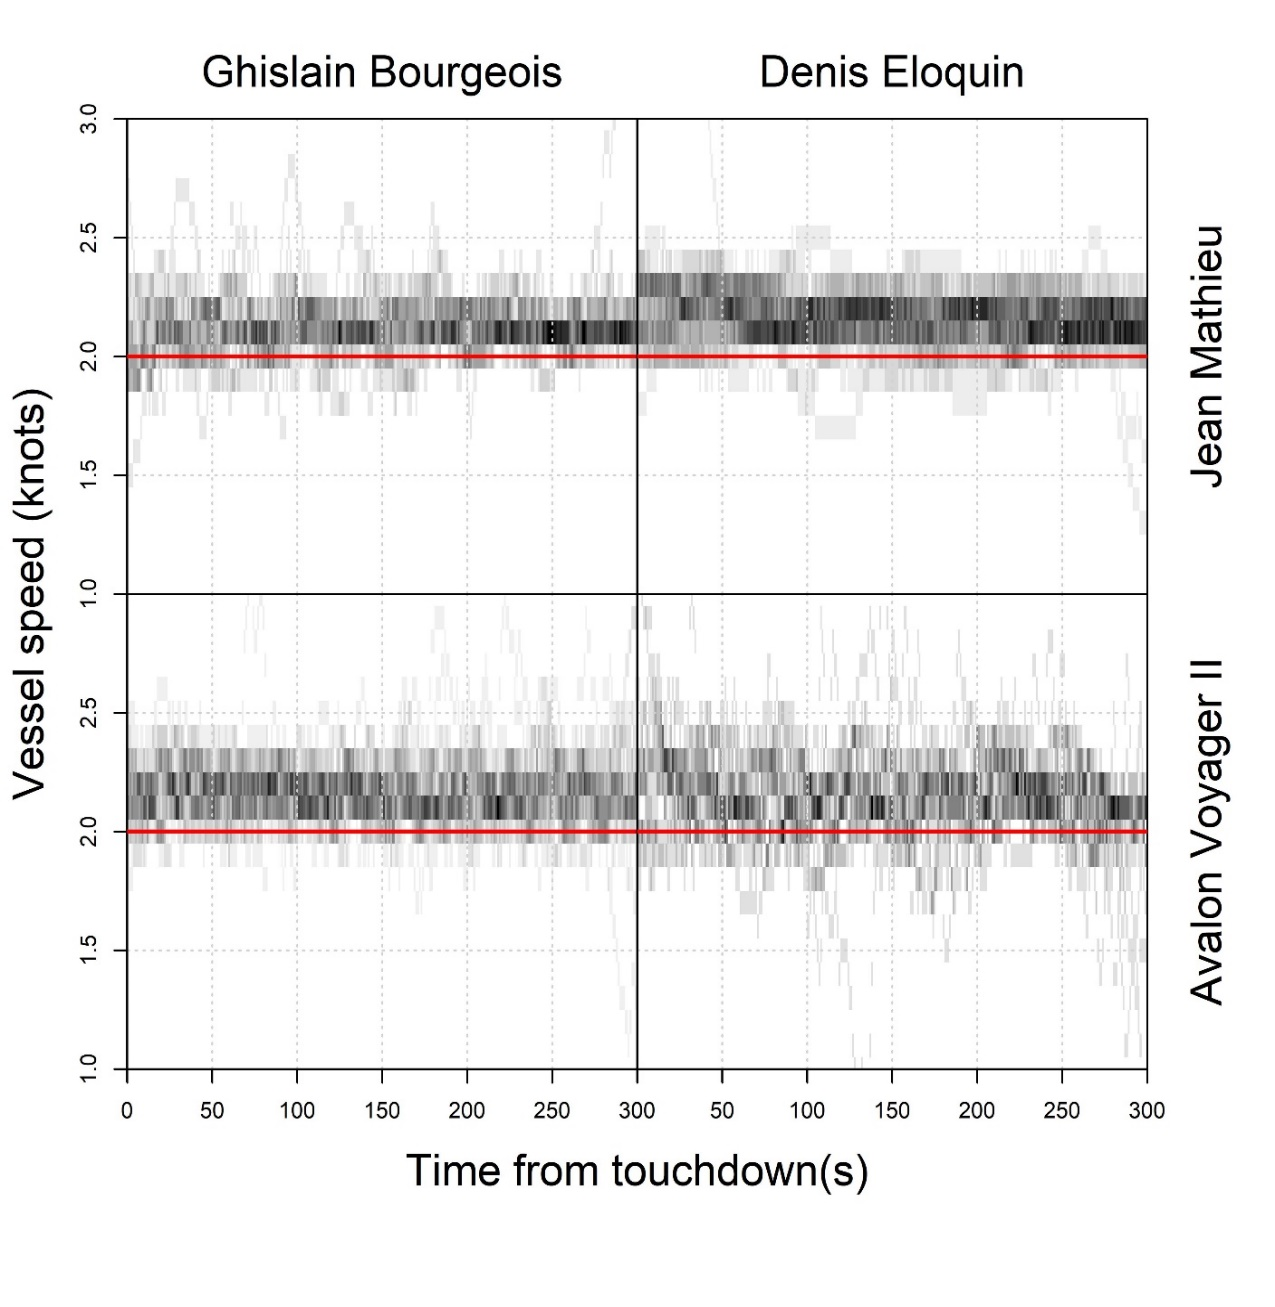 Ghislain Bourgeois
Denis Eloquin
3.0
2.5
2.0
1.5
1.0
2.5
2.0
1.5
1.0
Vessel speed (knots)
Jean Mathieu
Avalon Voyager II
0 50 100 150 200 250 300 50 100 150 200 250 300
Time from touchdown(s)